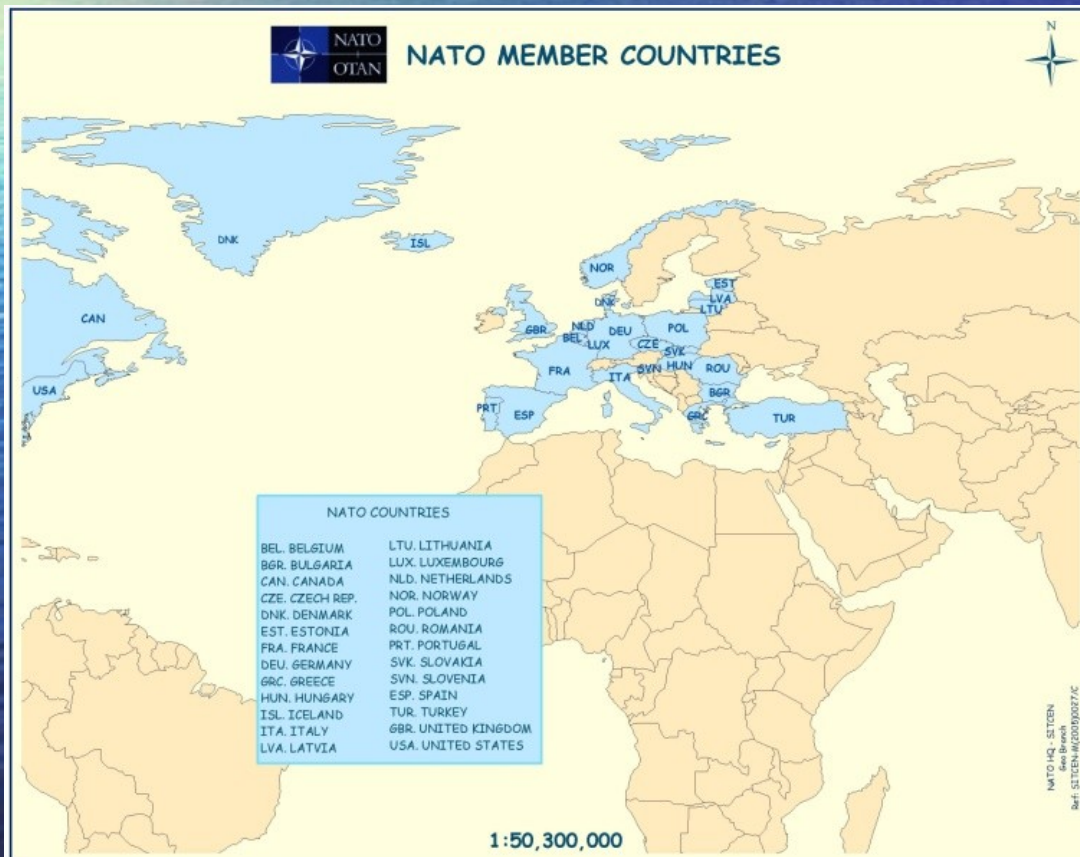 NATO
OTAN
NATO MEMBER COUNTRIES
N
DNK
ISL
CAN
USA
NOR
EST
LVA
LTU
DNK
GBR
NLD
BEL
LUX
DEU
POL
CZE
SVK
FRA
ITA
SVN
HUN
ROU
BGR
PRT
ESP
GRC
TUR
NATO COUNTRIES
BEL. BELGIUM
BGR. BULGARIA
CAN. CANADA
CZE. CZECH REP.
DNK. DENMARK
EST. ESTONIA
FRA. FRANCE
DEU. GERMANY
GRC. GREECE
HUN. HUNGARY
ISL. ICELAND
ITA. ITALY
LVA. LATVIA
LTU. LITHUANIA
LUX. LUXEMBOURG
NLD. NETHERLANDS
NOR. NORWAY
POL. POLAND
ROU. ROMANIA
PRT. PORTUGAL
SVK. SLOVAKIA
SVN. SLOVENIA
ESP. SPAIN
TUR. TURKEY
GBR. UNITED KINGDOM
USA. UNITED STATES
1:50,300,000
NATO HQ - SITCEN
Geo Branch
Ref: SITCEN-M(2005)0027/C